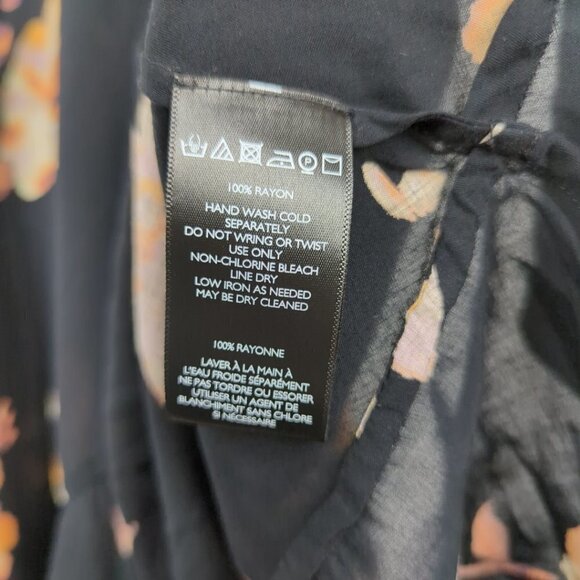 100% RAYON
HAND WASH COLD
SEPARATELY
DO NOT WRING OR TWIST
USE ONLY
NON-CHLORINE BLEACH
LINE DRY
LOW IRON AS NEEDED
MAY BE DRY CLEANED
100% RAYONNE
LAVER À LA MAIN À
L'EAU FROIDE SÉPARÉMENT
NE PAS TORDRE OU ESSORER
UTILISER UN AGENT DE
BLANCHIMENT SANS CHLORE
SI NÉCESSAIRE